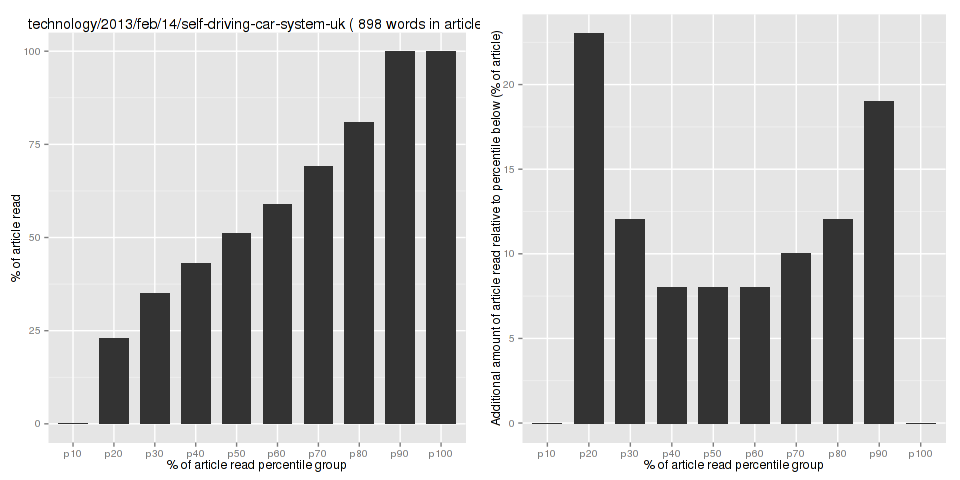 technology/2013/feb/14/self-driving-car-system-uk ( 898 words in article
100
75
50
25
0
% of article read
p10 p20 p30 p40 p50 p60 p70 p80 p90 p100
% of article read percentile group
Additional amount of article read relative to percentile below (% of article)
20
15
10
5
0
p10 p20 p30 p40 p50 p60 p70 p80 p90 p100
% of article read percentile group